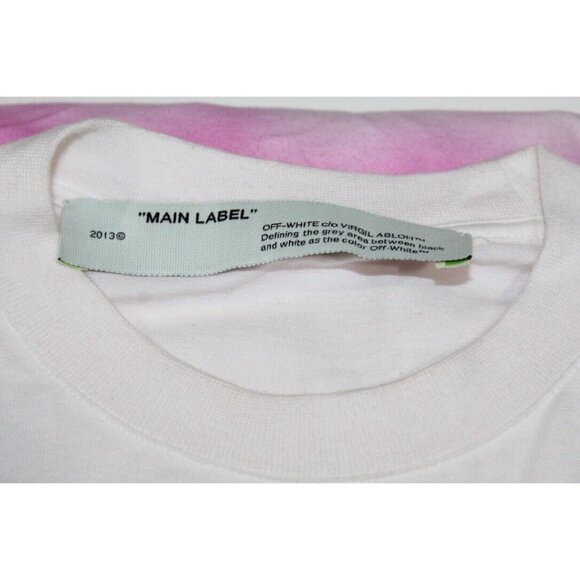 "MAIN LABEL"
2013©
OFF-WHITE c/o VIRGIL ABLOH™
Defining the grey area between black
and white as the color Off-White™